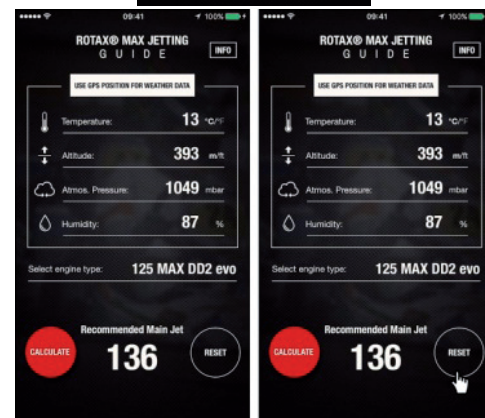 09:41
100%
ROTAX® MAX JETTING
GUIDE
INFO
USE GPS POSITION FOR WEATHER DATA
Temperature: 13 °C/°F
Altitude: 393 m/ft
Atmos. Pressure: 1049 mbar
Humidity: 87 %
Select engine type: 125 MAX DD2 evo
Recommended Main Jet
CALCULATE 136 RESET
09:41
100%
ROTAX® MAX JETTING
GUIDE
INFO
USE GPS POSITION FOR WEATHER DATA
Temperature: 13 °C/°F
Altitude: 393 m/ft
Atmos. Pressure: 1049 mbar
Humidity: 87 %
Select engine type: 125 MAX DD2 evo
Recommended Main Jet
CALCULATE 136 RESET